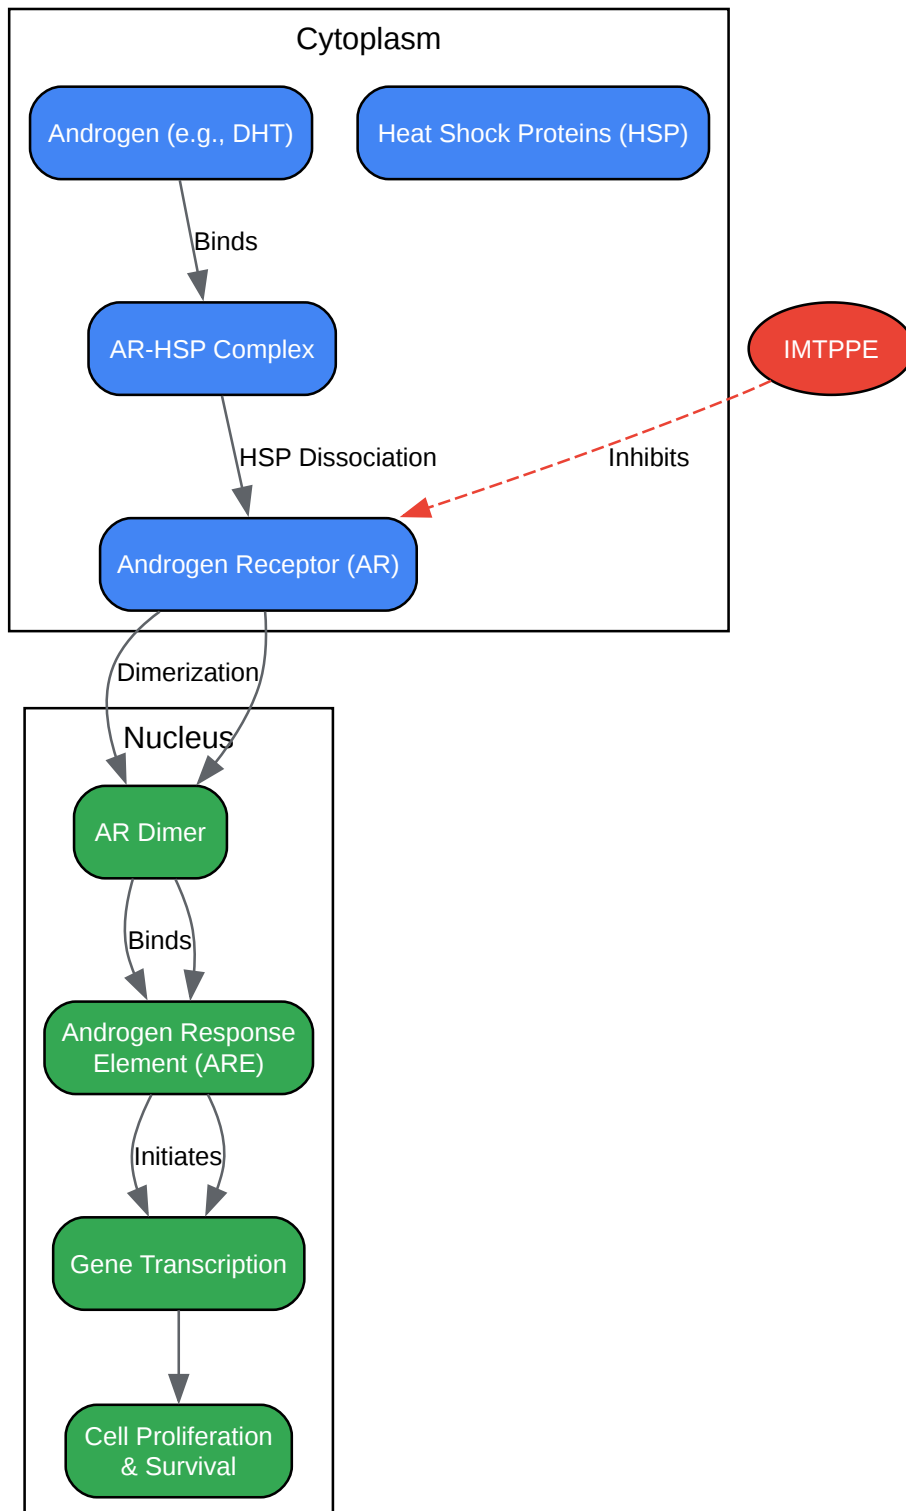 Cytoplasm
Androgen (e.g., DHT)
Heat Shock Proteins (HSP)
Binds
AR-HSP Complex
IMTPPE
HSP Dissociation
Inhibits
Androgen Receptor (AR)
Dimerization
Nucleus
AR Dimer
Binds
Androgen Response
Element (ARE)
Initiates
Gene Transcription
Cell Proliferation
& Survival